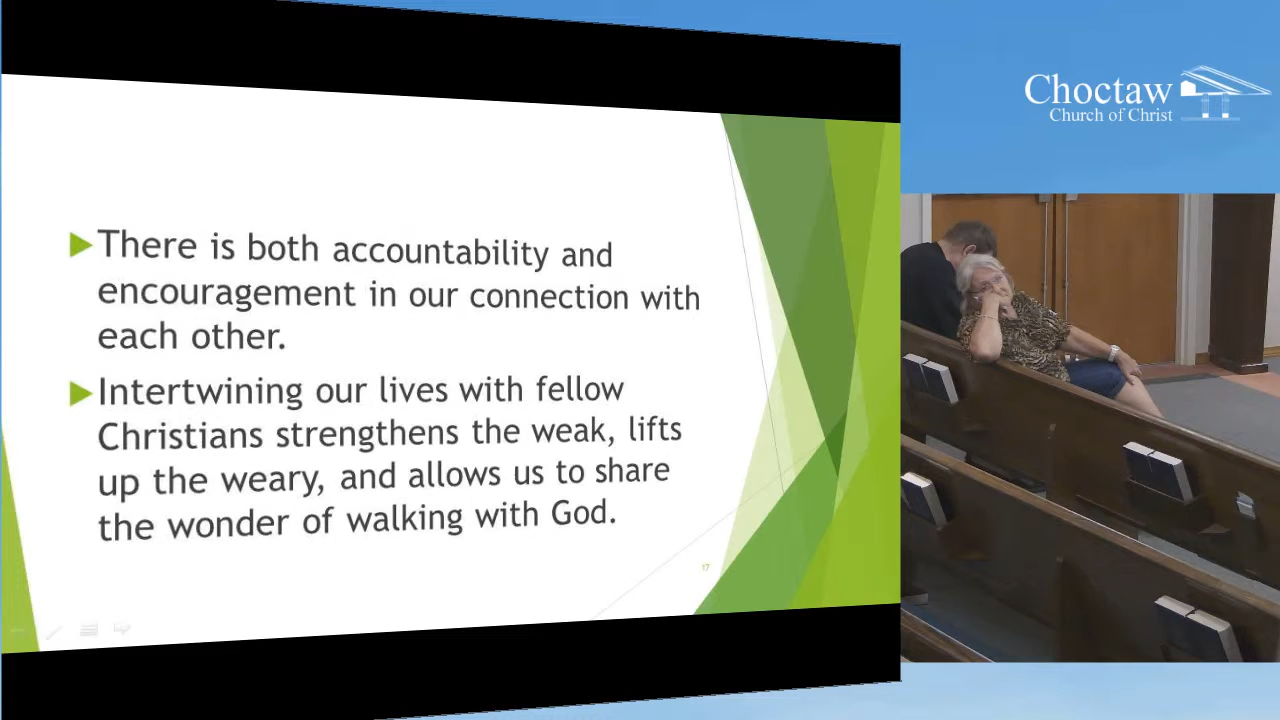 Choctaw
Church of Christ
There is both accountability and
encouragement in our connection with
each other.
Intertwining our lives with fellow
Christians strengthens the weak, lifts
up the weary, and allows us to share
the wonder of walking with God.
17